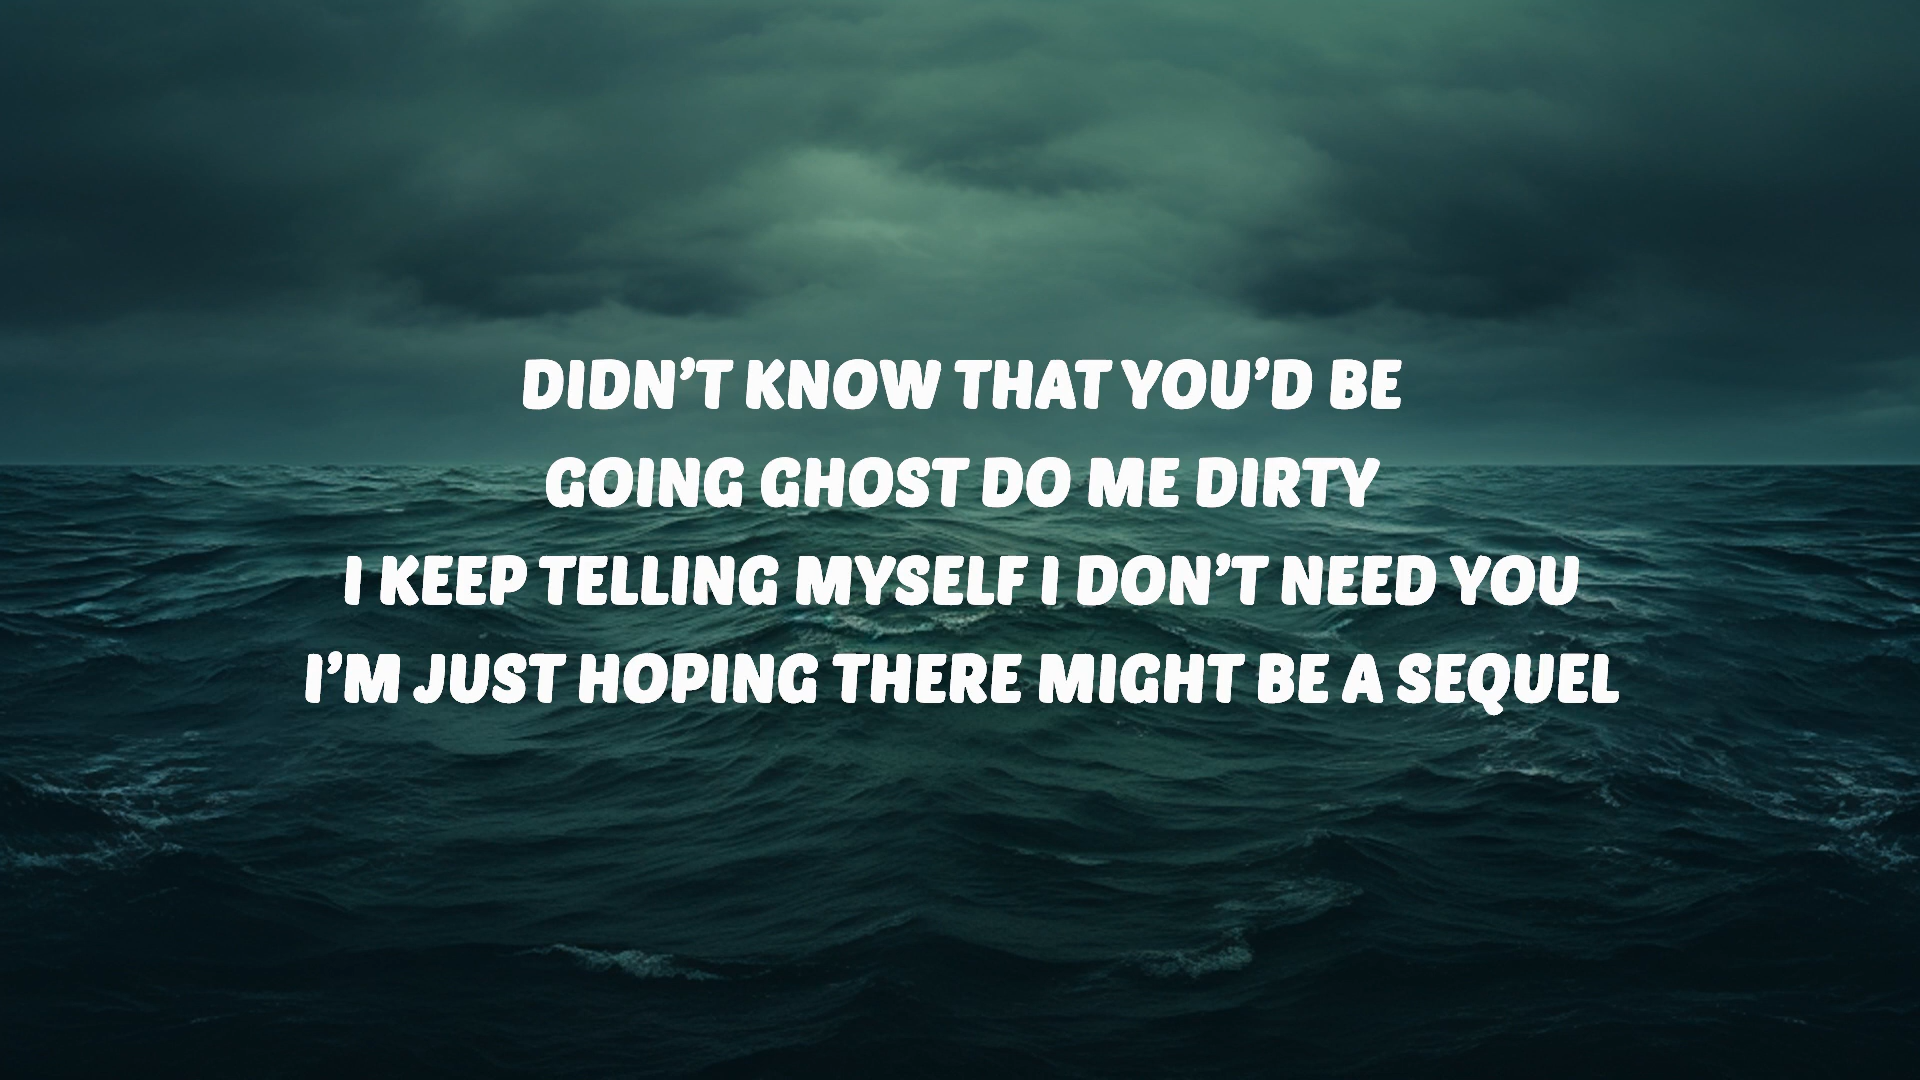 DIDN'T KNOW THAT YOU'D BE
GOING GHOST DO ME DIRTY
I KEEP TELLING MYSELF I DON'T NEED YOU
I'M JUST HOPING THERE MIGHT BE A SEQUEL